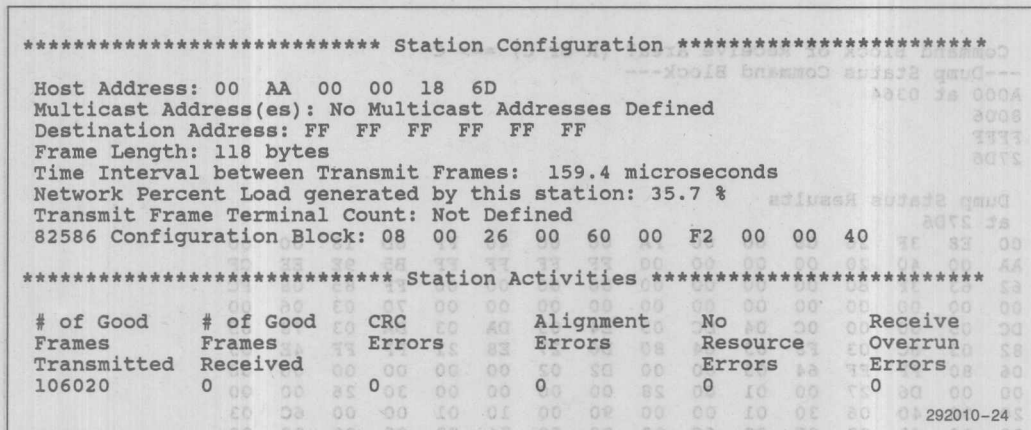 **************************** Station Configuration ************************
Host Address: 00 AA 00 00 18 6D
Multicast Address(es): No Multicast Addresses Defined
Destination Address: FF FF FF FF FF FF
Frame Length: 118 bytes
Time Interval between Transmit Frames: 159.4 microseconds
Network Percent Load generated by this station: 35.7 %
Transmit Frame Terminal Count: Not Defined
82586 Configuration Block: 08 00 26 00 60 00 F2 00 00 40
***************************** Station Activities **************************
# of Good # of Good CRC Alignment No Receive
Frames Frames Errors Errors Resource Overrun
Transmitted Received Errors Errors
106020 0 0 0 0 0
292010-24